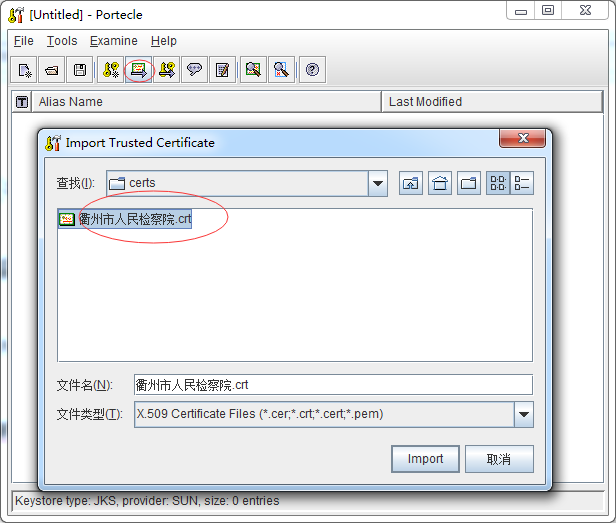 [Untitled] - Portecle
File Tools Examine Help
Alias Name Last Modified
Import Trusted Certificate
查找(I): certs
衢州市人民检察院.crt
文件名(N): 衢州市人民检察院.crt
文件类型(T): X.509 Certificate Files (*.cer;*.crt;*.cert;*.pem)
Import 取消
Keystore type: JKS, provider: SUN, size: 0 entries